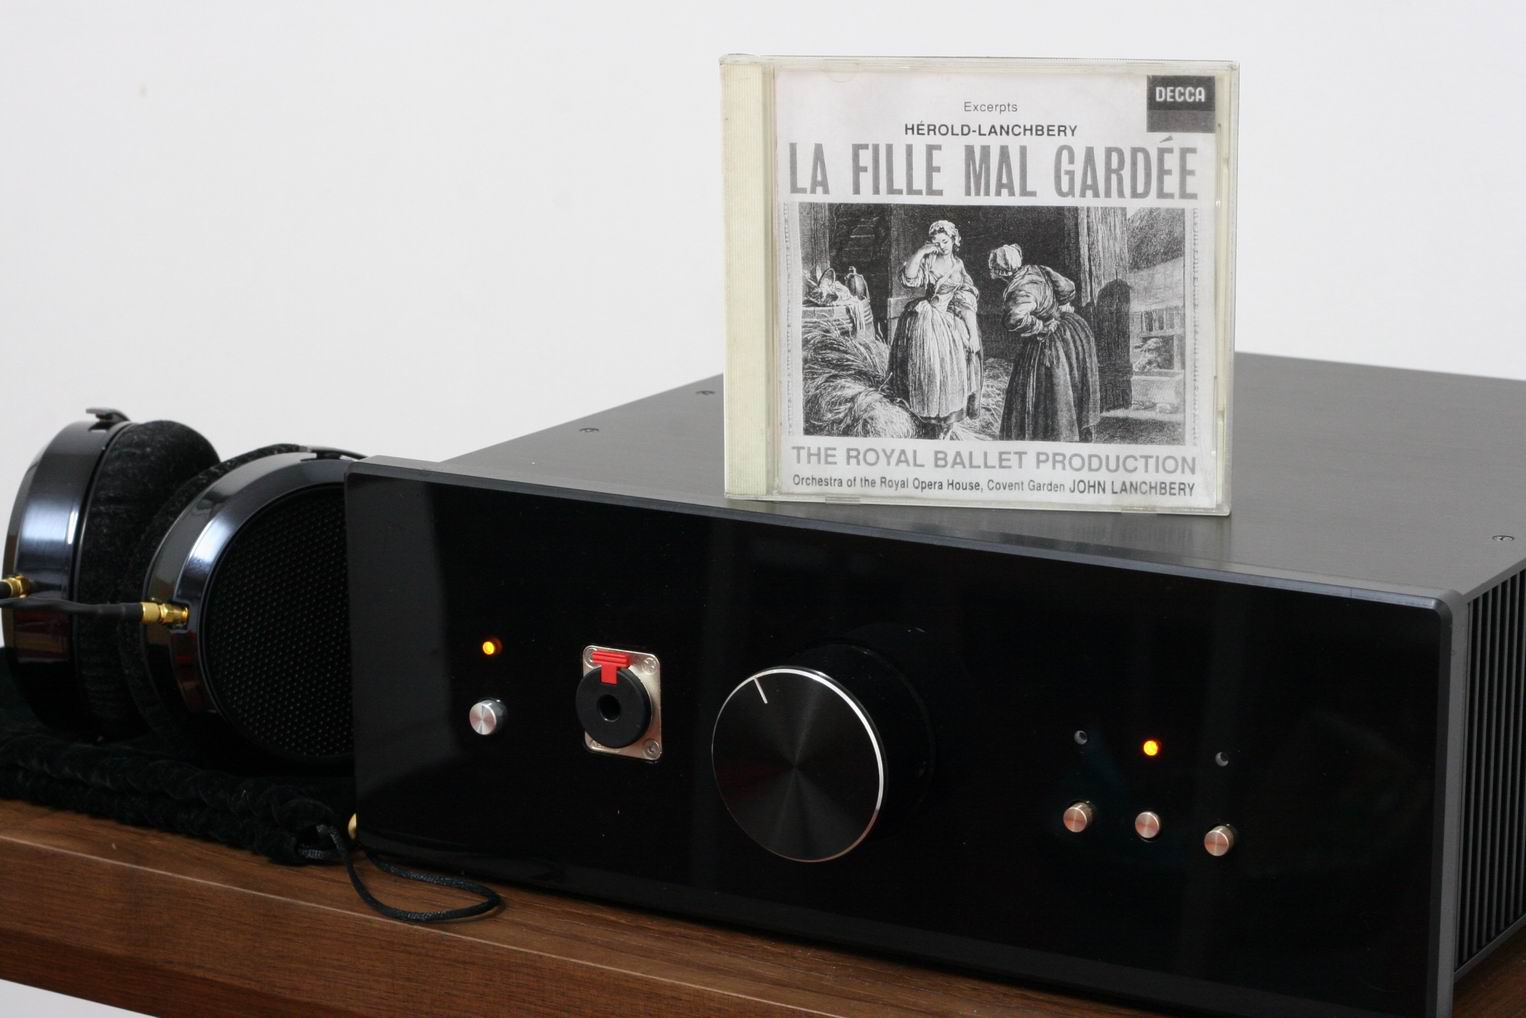 DECCA
Excerpts
HÉROLD-LANCHBERY
LA FILLE MAL GARDÉE
THE ROYAL BALLET PRODUCTION
Orchestra of the Royal Opera House, Covent Garden JOHN LANCHBERY